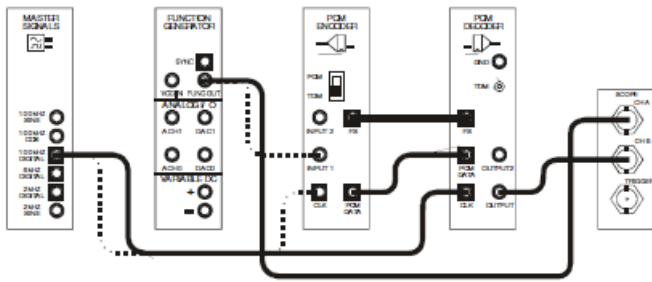 MASTER
SIGNALS
100kHz
SINE
100kHz
COS
100kHz
DIGITAL
8kHz
DIGITAL
2kHz
DIGITAL
2kHz
SINE
FUNCTION
GENERATOR
SYNC
VCO IN
FUNC OUT
ANALOG I/O
ACH1
DAC1
ACH0
DAC0
VARIABLE DC
+
PCM
ENCODER
PCM
TDM
INPUT 2
FS
INPUT 1
CLK
PCM
DATA
PCM
DECODER
GND
TDM
FS
PCM
DATA
OUTPUT2
CLK
OUTPUT
SCOPE
CH A
CH B
TRIGGER